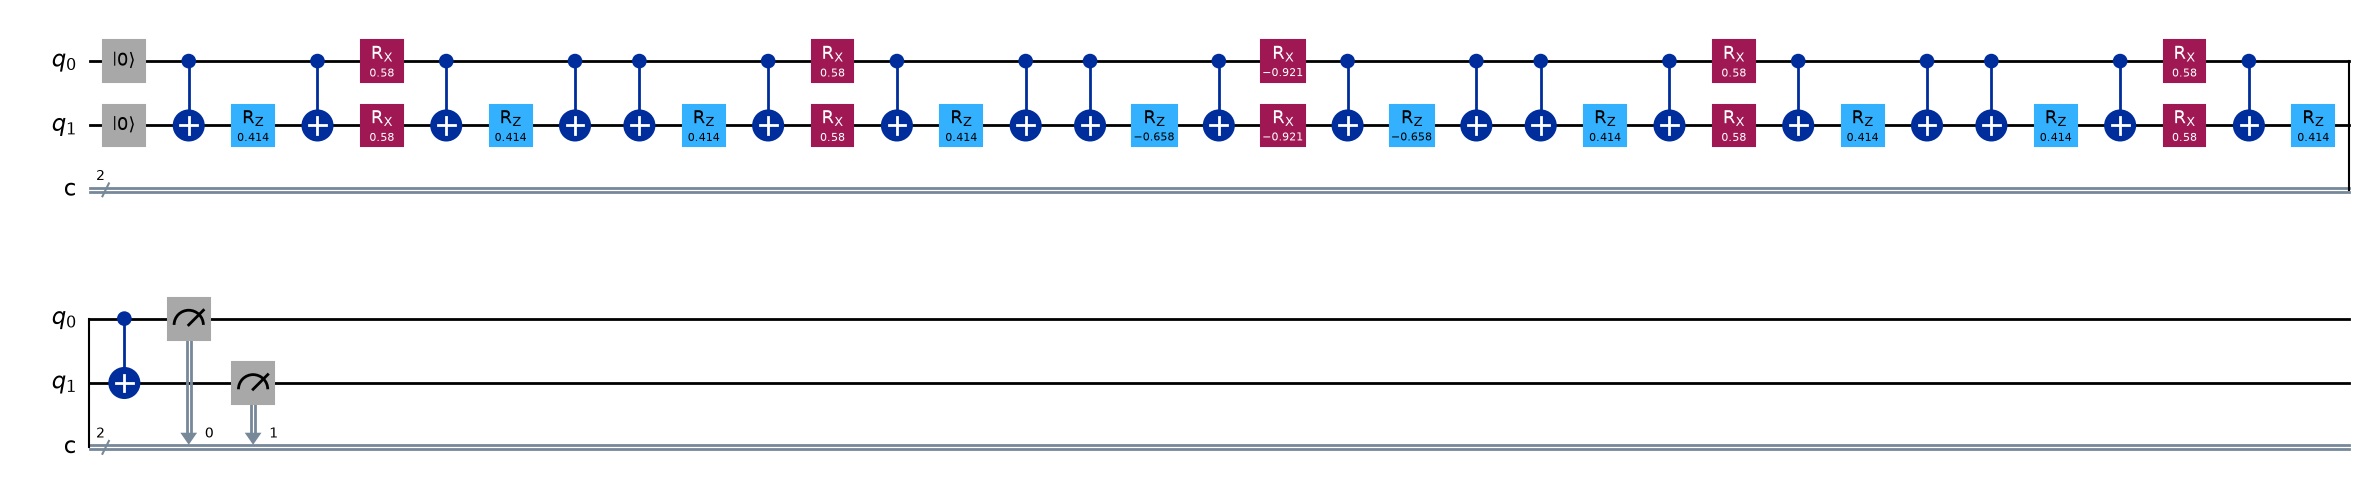 q0 |0⟩ RX 0.58 RX 0.58 RX −0.921 RX 0.58 RX 0.58
q1 |0⟩ RZ 0.414 RX 0.58 RZ 0.414 RZ 0.414 RX 0.58 RZ 0.414 RZ −0.658 RX −0.921 RZ −0.658 RZ 0.414 RX 0.58 RZ 0.414 RZ 0.414 RX 0.58 RZ 0.414
c 2
q0
q1
c 2 0 1